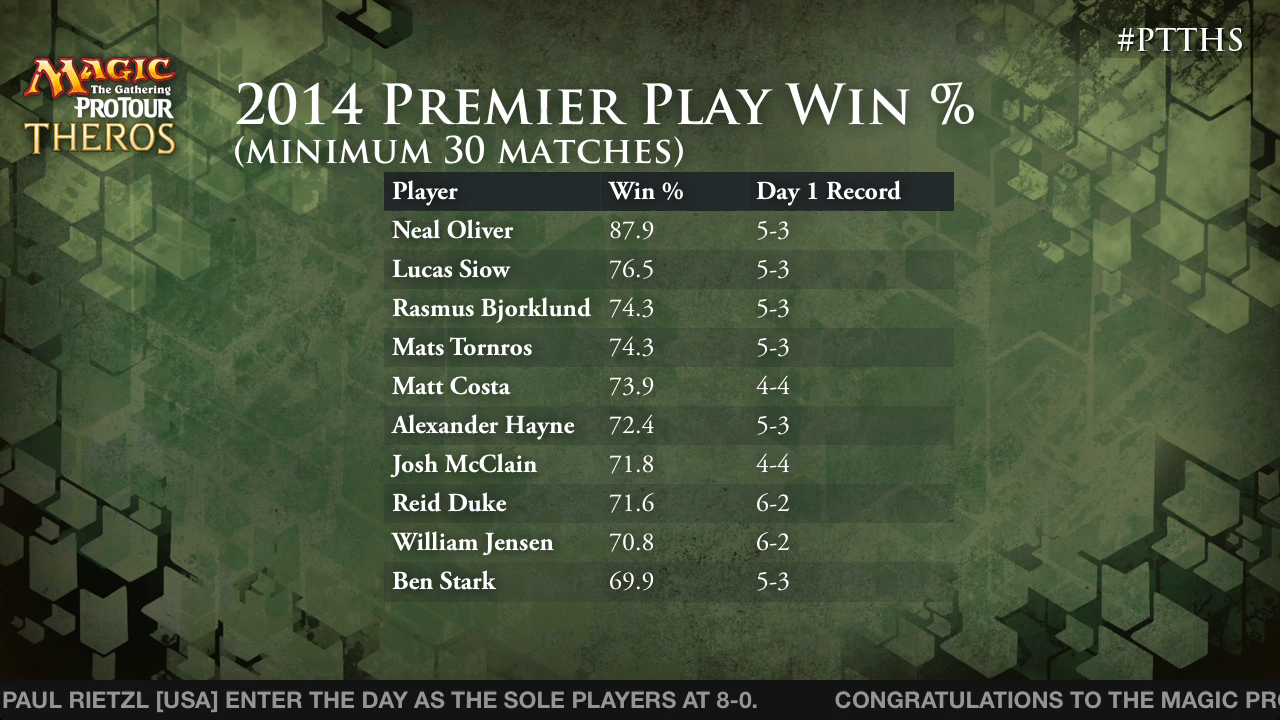 #PTTHS
MAGIC
The Gathering
PROTOUR
THEROS
2014 PREMIER PLAY WIN %
(MINIMUM 30 MATCHES)
Player Win % Day 1 Record
Neal Oliver 87.9 5-3
Lucas Siow 76.5 5-3
Rasmus Bjorklund 74.3 5-3
Mats Tornros 74.3 5-3
Matt Costa 73.9 4-4
Alexander Hayne 72.4 5-3
Josh McClain 71.8 4-4
Reid Duke 71.6 6-2
William Jensen 70.8 6-2
Ben Stark 69.9 5-3
PAUL RIETZL [USA] ENTER THE DAY AS THE SOLE PLAYERS AT 8-0. CONGRATULATIONS TO THE MAGIC PR